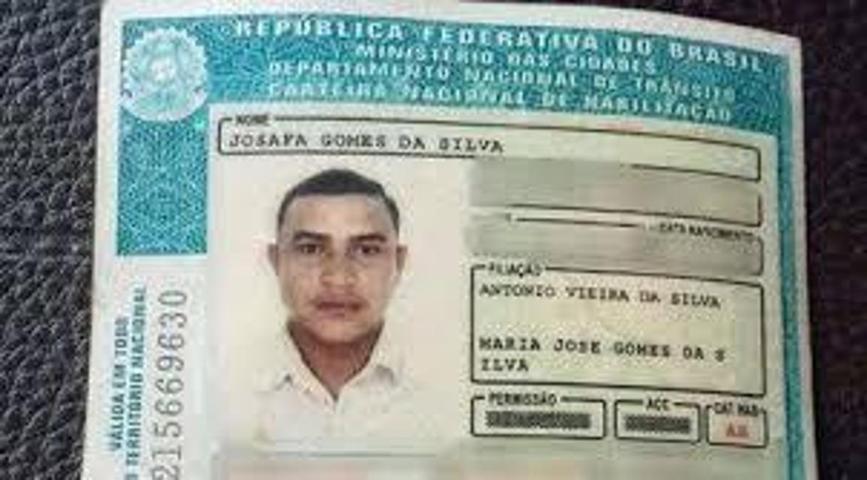 REPÚBLICA FEDERATIVA DO BRASIL
MINISTÉRIO DAS CIDADES
DEPARTAMENTO NACIONAL DE TRÂNSITO
CARTEIRA NACIONAL DE HABILITAÇÃO
NOME
JOSAFA GOMES DA SILVA
DATA NASCIMENTO
FILIAÇÃO
ANTONIO VIEIRA DA SILVA
MARIA JOSE GOMES DA S
ILVA
PERMISSÃO
ACC
CAT HAB
VÁLIDA EM TODO
O TERRITÓRIO NACIONAL
215669630